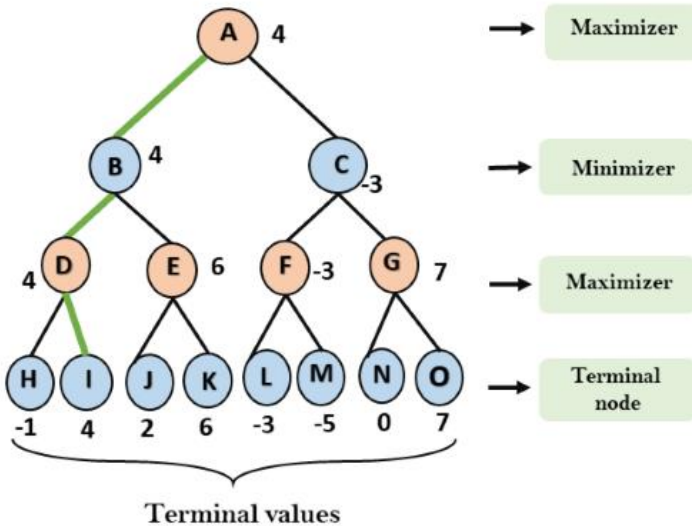 A 4 Maximizer
B 4 C -3 Minimizer
D 4 E 6 F -3 G 7 Maximizer
H I J K L M N O Terminal node
-1 4 2 6 -3 -5 0 7
Terminal values